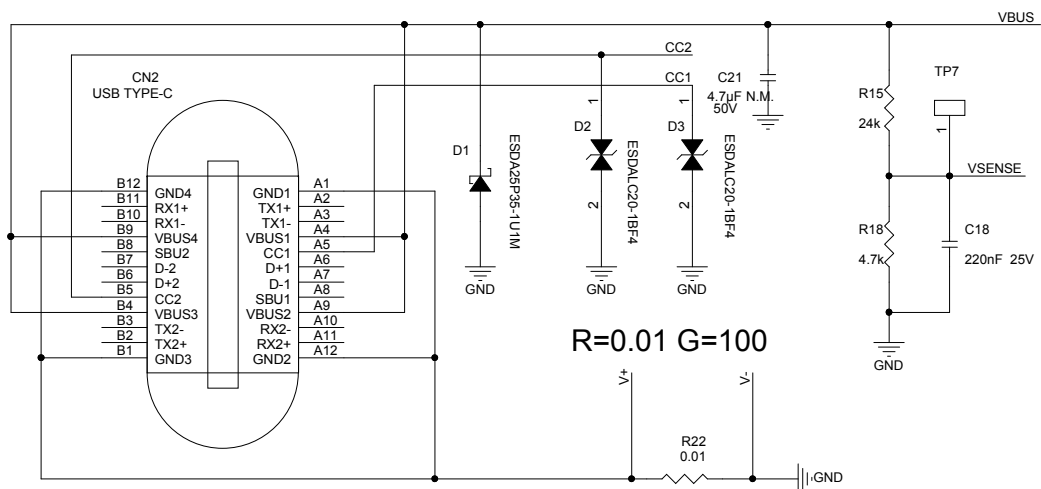 VBUS
CC2
CN2
USB TYPE-C
CC1
C21
4.7µF N.M.
50V
TP7
R15
24k
1
1
1
D1
ESDA25P35-1U1M
D2
ESDALC20-1BF4
D3
ESDALC20-1BF4
VSENSE
2
2
R18
4.7k
C18
220nF 25V
GND
GND
GND
GND
GND
B12 GND4 GND1 A1
B11 RX1+ TX1+ A2
B10 RX1- TX1- A3
B9 VBUS4 VBUS1 A4
B8 SBU2 CC1 A5
B7 D-2 D+1 A6
B6 D+2 D-1 A7
B5 CC2 SBU1 A8
B4 VBUS3 VBUS2 A9
B3 TX2- RX2- A10
B2 TX2+ RX2+ A11
B1 GND3 GND2 A12
R=0.01 G=100
V+
V-
R22
0.01
GND